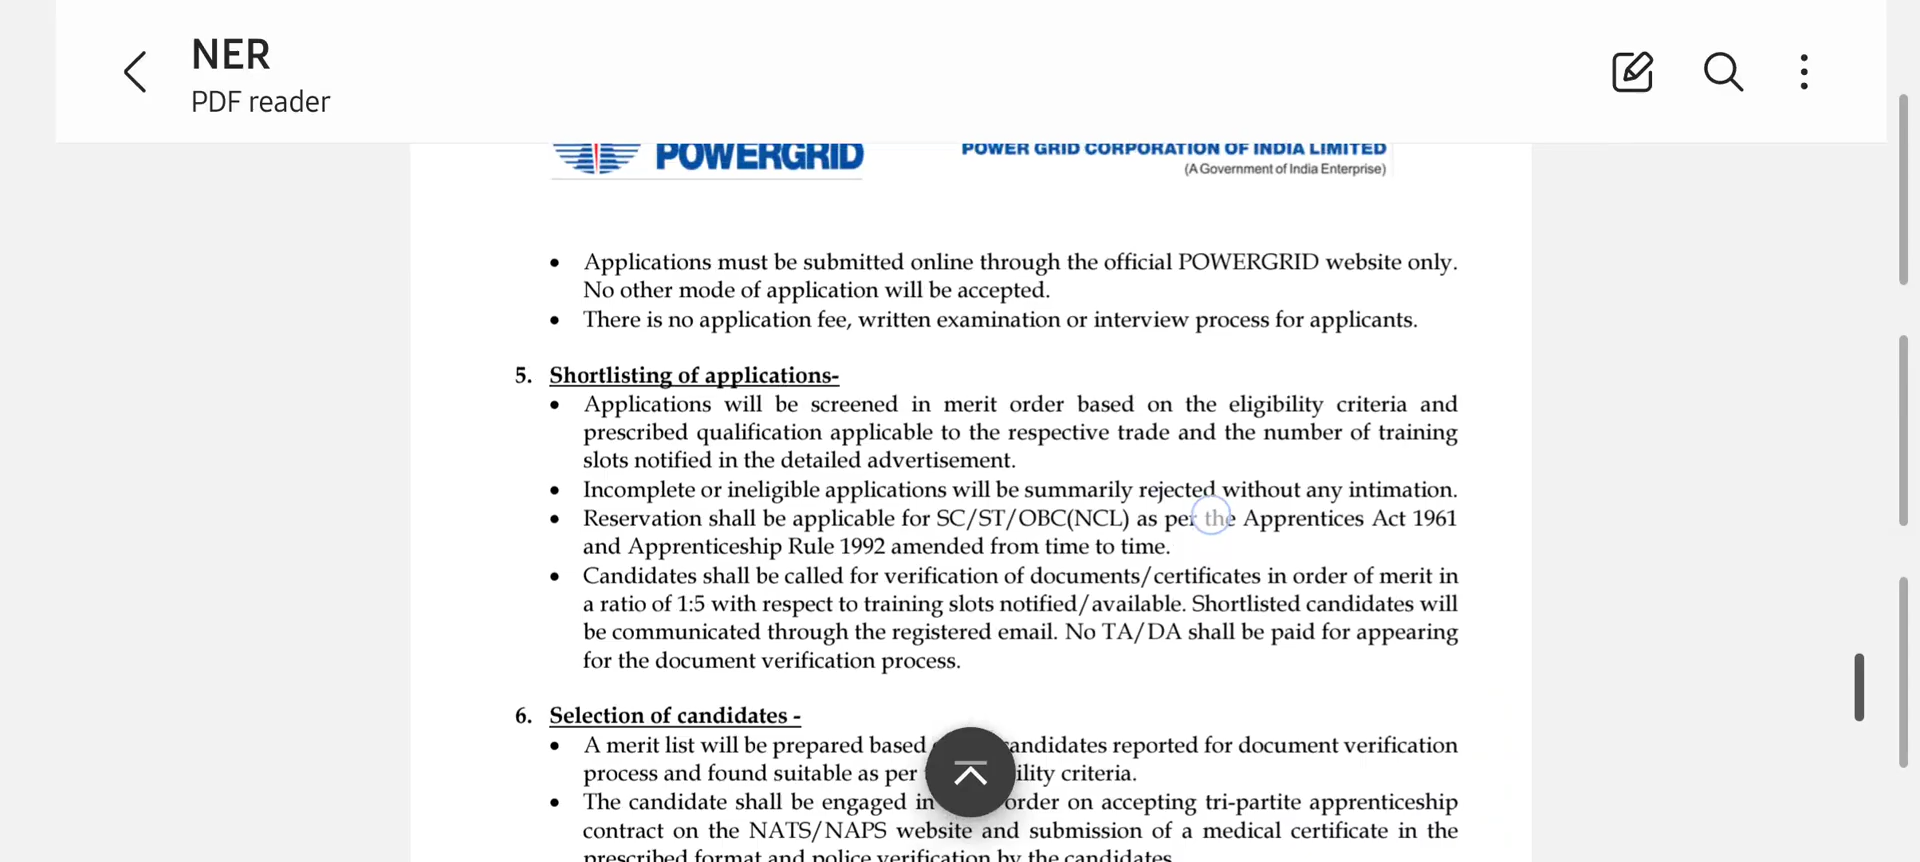 NER
PDF reader
POWERGRID
POWER GRID CORPORATION OF INDIA LIMITED
(A Government of India Enterprise)
• Applications must be submitted online through the official POWERGRID website only.
No other mode of application will be accepted.
• There is no application fee, written examination or interview process for applicants.
5. Shortlisting of applications-
• Applications will be screened in merit order based on the eligibility criteria and
prescribed qualification applicable to the respective trade and the number of training
slots notified in the detailed advertisement.
• Incomplete or ineligible applications will be summarily rejected without any intimation.
• Reservation shall be applicable for SC/ST/OBC(NCL) as per the Apprentices Act 1961
and Apprenticeship Rule 1992 amended from time to time.
• Candidates shall be called for verification of documents/certificates in order of merit in
a ratio of 1:5 with respect to training slots notified/available. Shortlisted candidates will
be communicated through the registered email. No TA/DA shall be paid for appearing
for the document verification process.
6. Selection of candidates -
• A merit list will be prepared based candidates reported for document verification
process and found suitable as per ility criteria.
• The candidate shall be engaged in order on accepting tri-partite apprenticeship
contract on the NATS/NAPS website and submission of a medical certificate in the
prescribed format and police verification by the candidates.